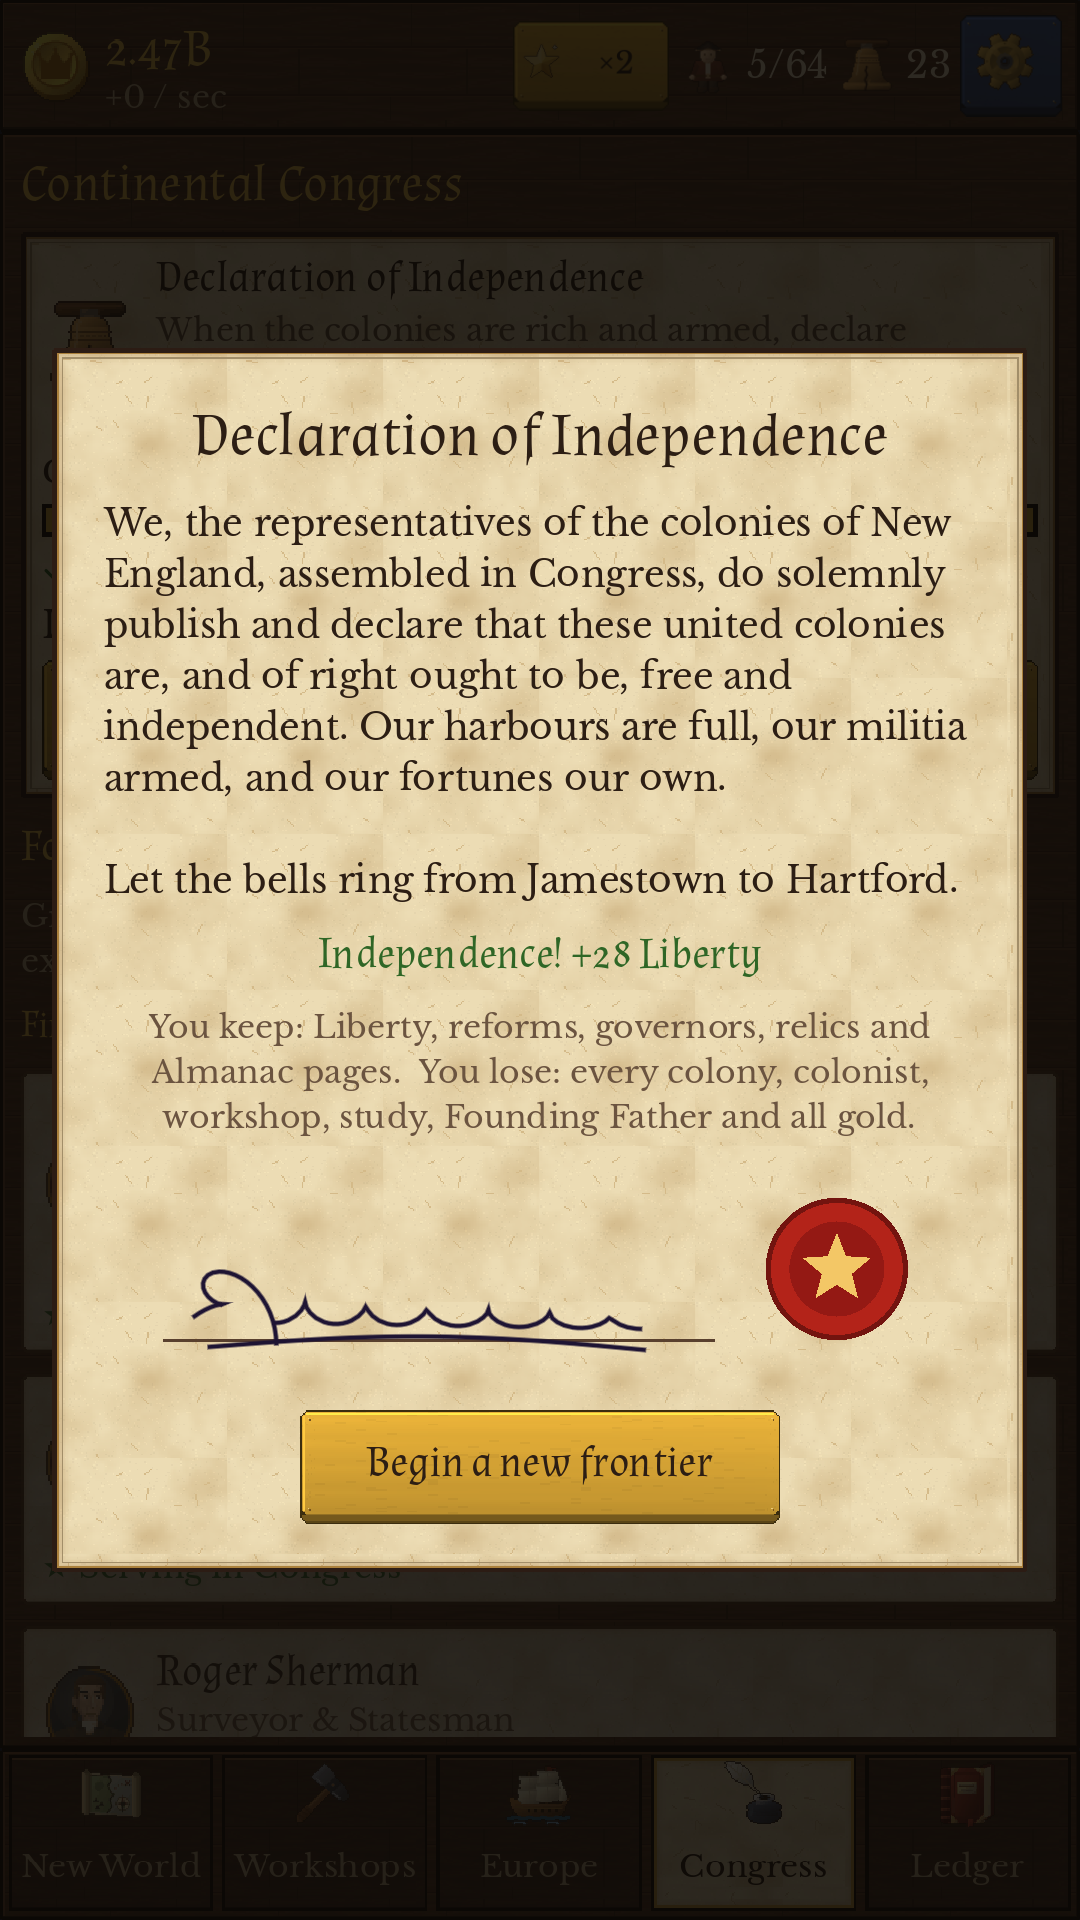 2.47B
+0 / sec
×2
5/64
23
Continental Congress
Declaration of Independence
When the colonies are rich and armed, declare
Declaration of Independence
We, the representatives of the colonies of New
England, assembled in Congress, do solemnly
publish and declare that these united colonies
are, and of right ought to be, free and
independent. Our harbours are full, our militia
armed, and our fortunes our own.
Let the bells ring from Jamestown to Hartford.
Independence! +28 Liberty
You keep: Liberty, reforms, governors, relics and
Almanac pages.  You lose: every colony, colonist,
workshop, study, Founding Father and all gold.
Begin a new frontier
Serving in Congress
Roger Sherman
Surveyor & Statesman
New World
Workshops
Europe
Congress
Ledger